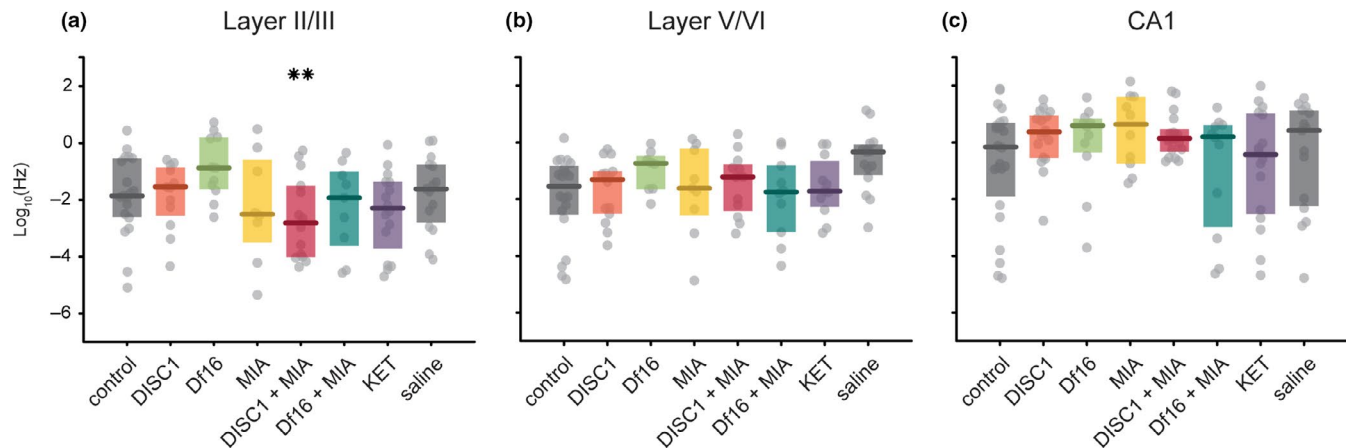 (a) Layer II/III
(b) Layer V/VI
(c) CA1
Log10(Hz)
2
0
−2
−4
−6
**
control
DISC1
Df16
MIA
DISC1 + MIA
Df16 + MIA
KET
saline
control
DISC1
Df16
MIA
DISC1 + MIA
Df16 + MIA
KET
saline
control
DISC1
Df16
MIA
DISC1 + MIA
Df16 + MIA
KET
saline